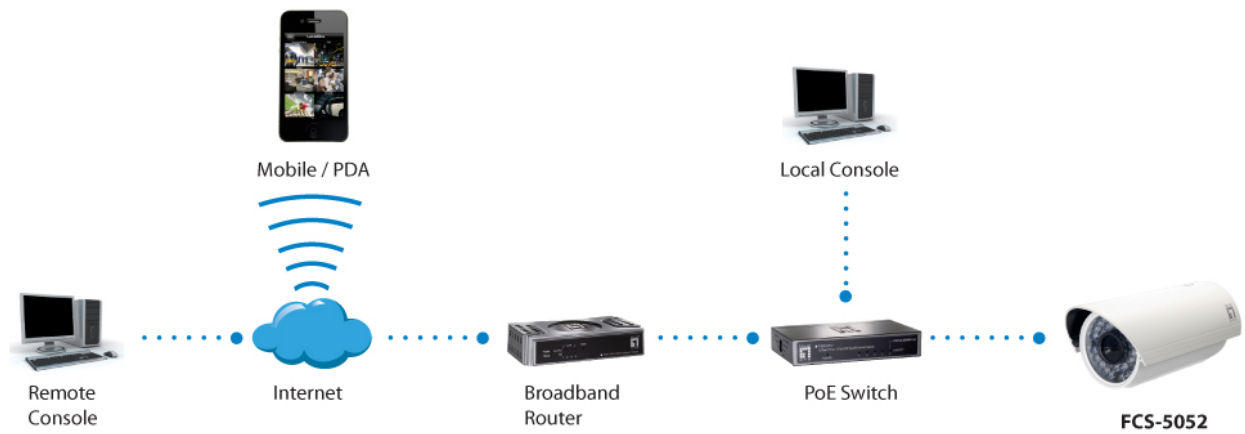 Mobile / PDA
Local Console
Remote
Console
Internet
Broadband
Router
PoE Switch
FCS-5052